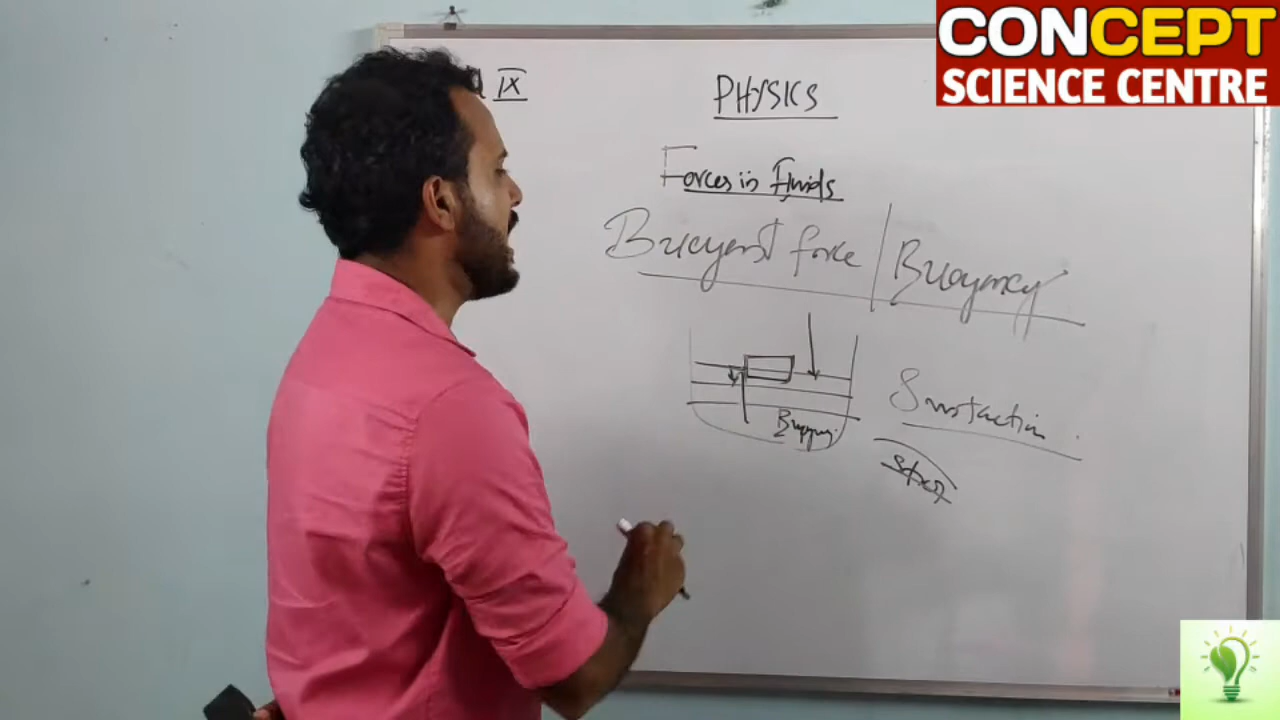 CONCEPT
SCIENCE CENTRE
IX
PHYSICS
Forces in Fluids
Buoyant force | Buoyancy